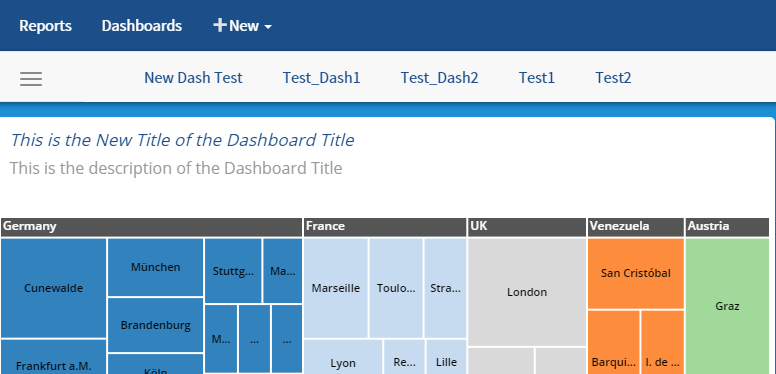 Reports Dashboards +New
New Dash Test Test_Dash1 Test_Dash2 Test1 Test2
This is the New Title of the Dashboard Title
This is the description of the Dashboard Title
Germany France UK Venezuela Austria
Cunewalde München Stuttg... Ma... Marseille Toulo... Stra... London San Cristóbal Graz
Brandenburg M... ... ...
Frankfurt a.M. Köln Lyon Re... Lille Barqui... I. de ...